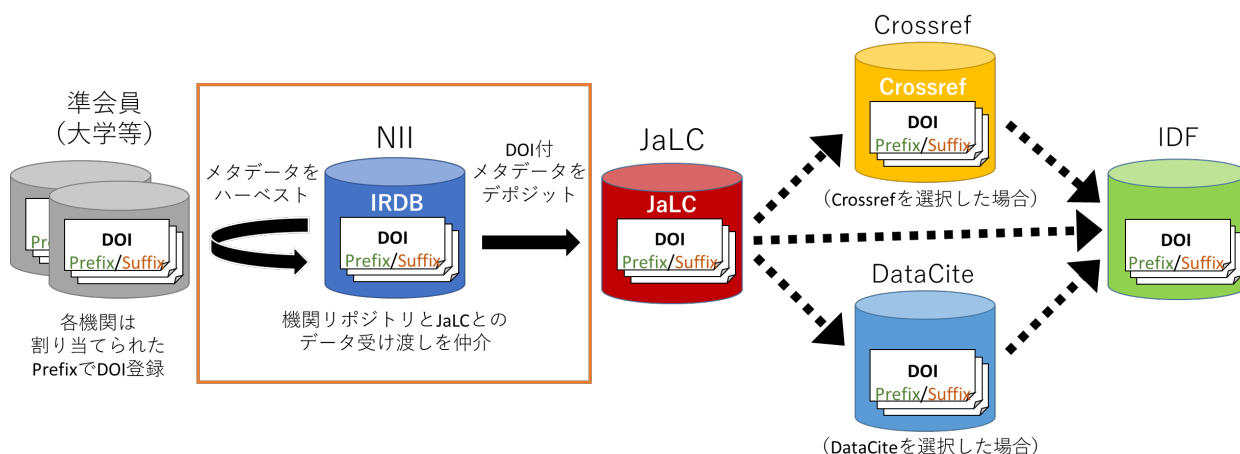 準会員
（大学等）
Pre
DOI
Prefix/Suffix
各機関は
割り当てられた
PrefixでDOI登録
メタデータを
ハーベスト
NII
IRDB
DOI
Prefix/Suffix
機関リポジトリとJaLCとの
データ受け渡しを仲介
DOI付
メタデータを
デポジット
JaLC
JaLC
DOI
Prefix/Suffix
Crossref
Crossref
DOI
Prefix/Suffix
（Crossrefを選択した場合）
DataCite
DOI
Prefix/Suffix
（DataCiteを選択した場合）
IDF
DOI
Prefix/Suffix